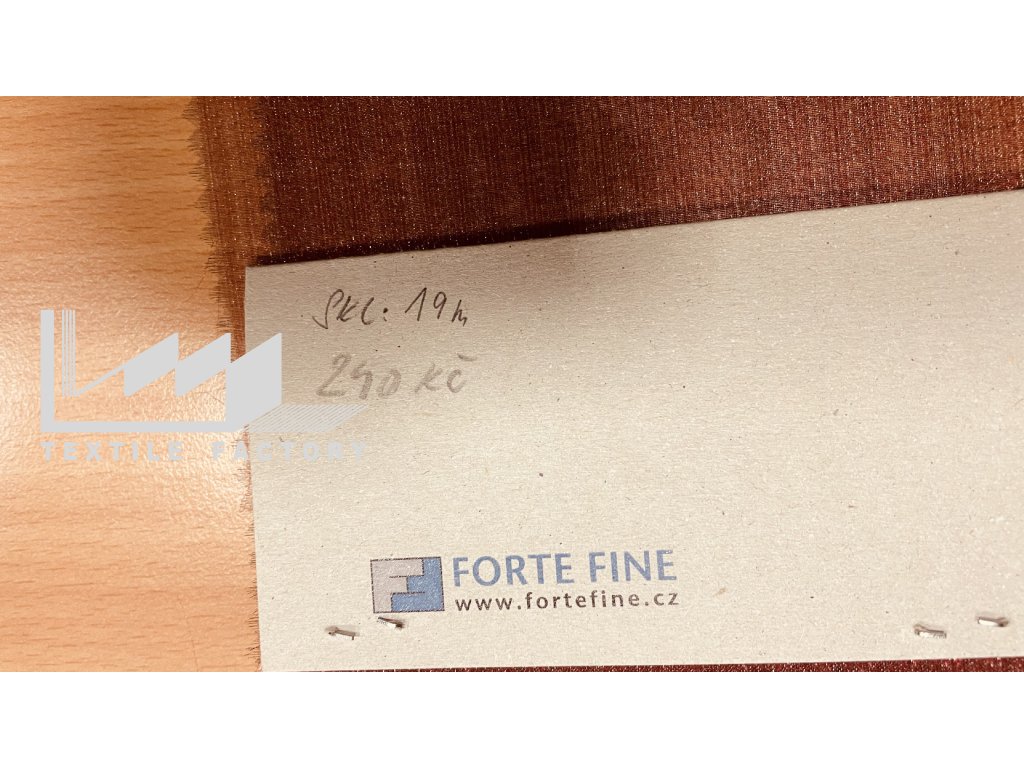 SKL: 19m
240 Kč
TEXTILE FACTORY
FORTE FINE
www.fortefine.cz